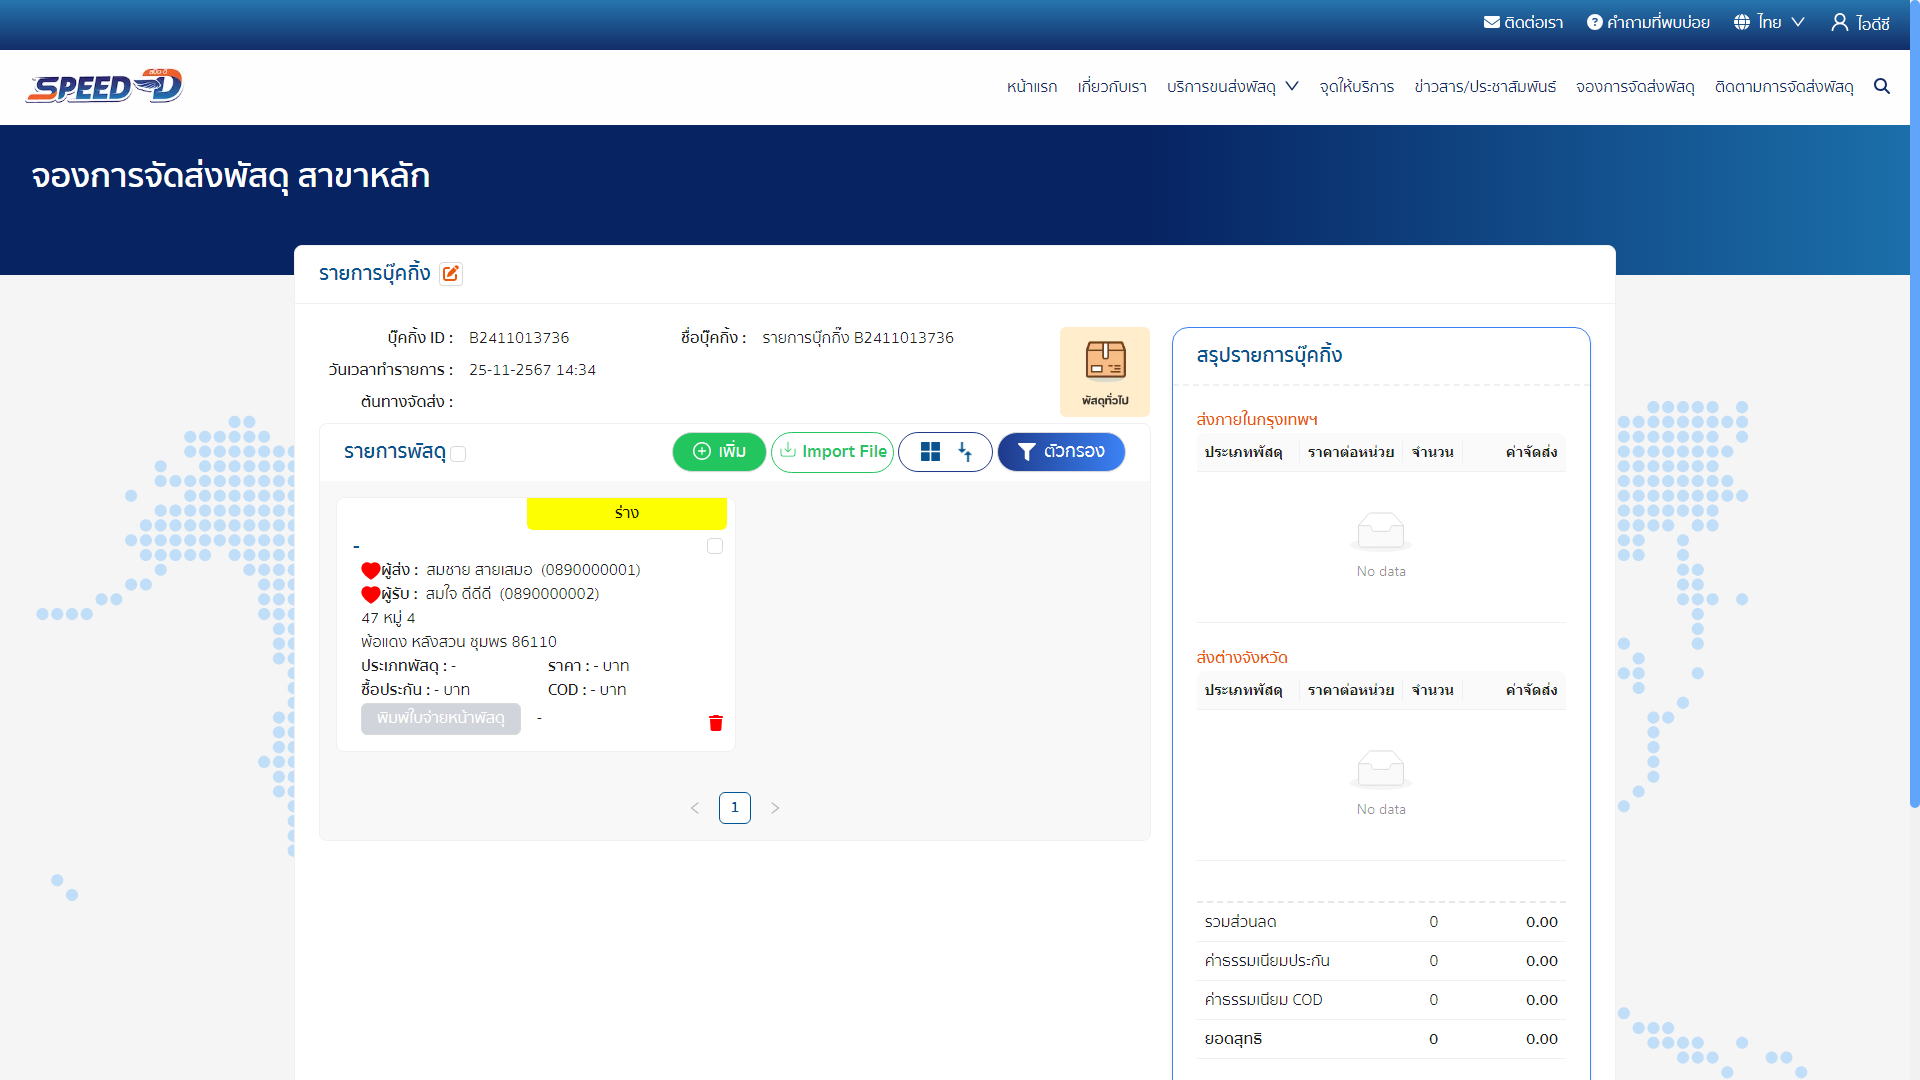 ติดต่อเรา คำถามที่พบบ่อย ไทย ไอดีซี
สปีด-ดี
SPEED-D
หน้าแรก เกี่ยวกับเรา บริการขนส่งพัสดุ จุดให้บริการ ข่าวสาร/ประชาสัมพันธ์ จองการจัดส่งพัสดุ ติดตามการจัดส่งพัสดุ
จองการจัดส่งพัสดุ สาขาหลัก
รายการบุ๊คกิ้ง
บุ๊คกิ้ง ID : B2411013736 ชื่อบุ๊คกิ้ง : รายการบุ๊กกิ๊ง B2411013736
วันเวลาทำรายการ : 25-11-2567 14:34
ต้นทางจัดส่ง :
พัสดุทั่วไป
รายการพัสดุ เพิ่ม Import File ตัวกรอง
ร่าง
-
ผู้ส่ง : สมชาย สายเสมอ (0890000001)
ผู้รับ : สมใจ ดีดีดี (0890000002)
47 หมู่ 4
พ้อแดง หลังสวน ชุมพร 86110
ประเภทพัสดุ : - ราคา : - บาท
ซื้อประกัน : - บาท COD : - บาท
พิมพ์ใบจ่ายหน้าพัสดุ -
1
สรุปรายการบุ๊คกิ้ง
ส่งภายในกรุงเทพฯ
ประเภทพัสดุ ราคาต่อหน่วย จำนวน ค่าจัดส่ง
No data
ส่งต่างจังหวัด
ประเภทพัสดุ ราคาต่อหน่วย จำนวน ค่าจัดส่ง
No data
รวมส่วนลด 0 0.00
ค่าธรรมเนียมประกัน 0 0.00
ค่าธรรมเนียม COD 0 0.00
ยอดสุทธิ 0 0.00